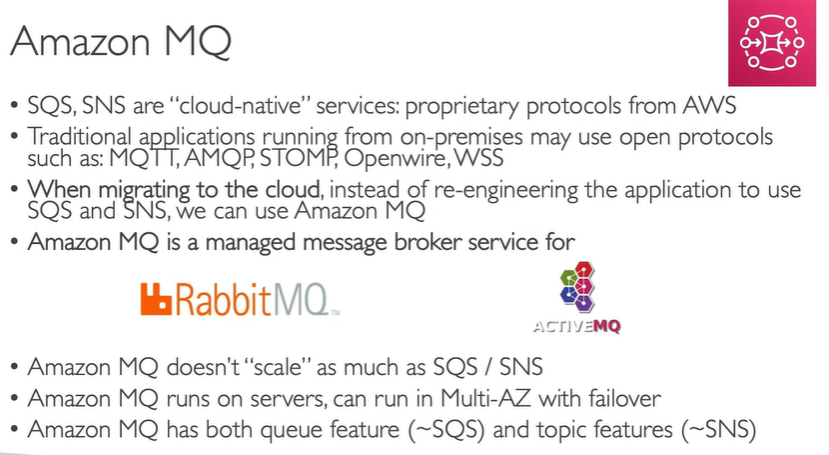 Amazon MQ
• SQS, SNS are “cloud-native” services: proprietary protocols from AWS
• Traditional applications running from on-premises may use open protocols
such as: MQTT, AMQP, STOMP, Openwire, WSS
• When migrating to the cloud, instead of re-engineering the application to use
SQS and SNS, we can use Amazon MQ
• Amazon MQ is a managed message broker service for
RabbitMQ™
ACTIVEMQ
• Amazon MQ doesn’t “scale” as much as SQS / SNS
• Amazon MQ runs on servers, can run in Multi-AZ with failover
• Amazon MQ has both queue feature (~SQS) and topic features (~SNS)